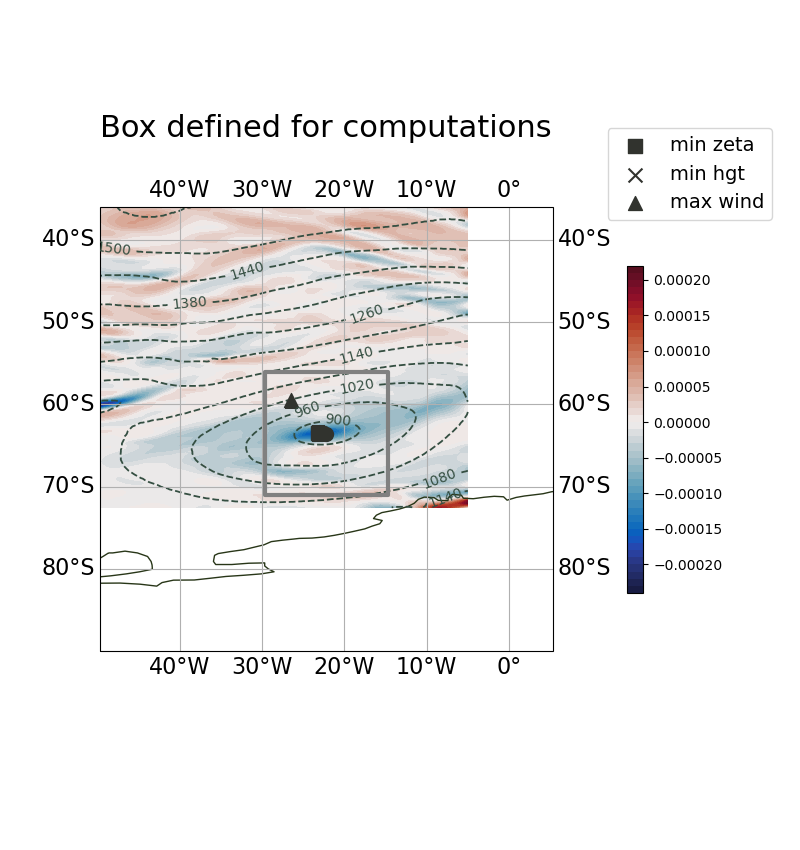 Box defined for computations
min zeta
min hgt
max wind
40°W 30°W 20°W 10°W 0°
40°S 40°S
50°S 50°S
60°S 60°S
70°S 70°S
80°S 80°S
1500
1440
1380
1260
1140
1020
960
900
1080
1140
40°W 30°W 20°W 10°W 0°
0.00020
0.00015
0.00010
0.00005
0.00000
−0.00005
−0.00010
−0.00015
−0.00020